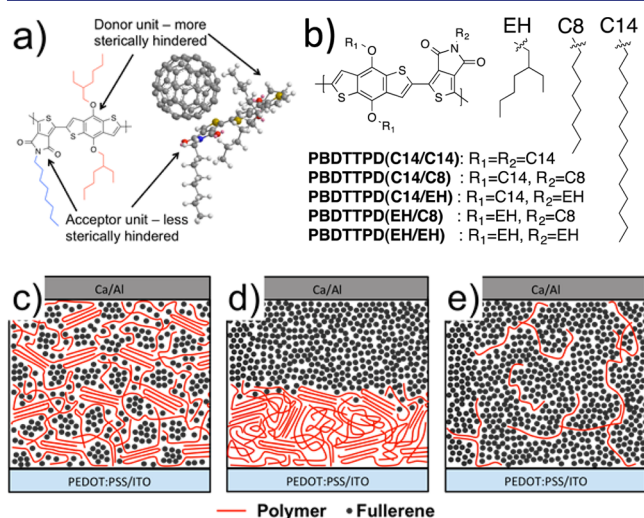 a)
Donor unit – more
sterically hindered
S
O
S
S
O
N
O
O
Acceptor unit – less
sterically hindered
b)
R1
O
S
S
O
R1
R2
O
N
O
S
EH
C8
C14
PBDTTPD(C14/C14): R1=R2=C14
PBDTTPD(C14/C8) : R1=C14, R2=C8
PBDTTPD(C14/EH) : R1=C14, R2=EH
PBDTTPD(EH/C8) : R1=EH, R2=C8
PBDTTPD(EH/EH) : R1=EH, R2=EH
c)
Ca/Al
PEDOT:PSS/ITO
d)
Ca/Al
PEDOT:PSS/ITO
e)
Ca/Al
PEDOT:PSS/ITO
Polymer
Fullerene